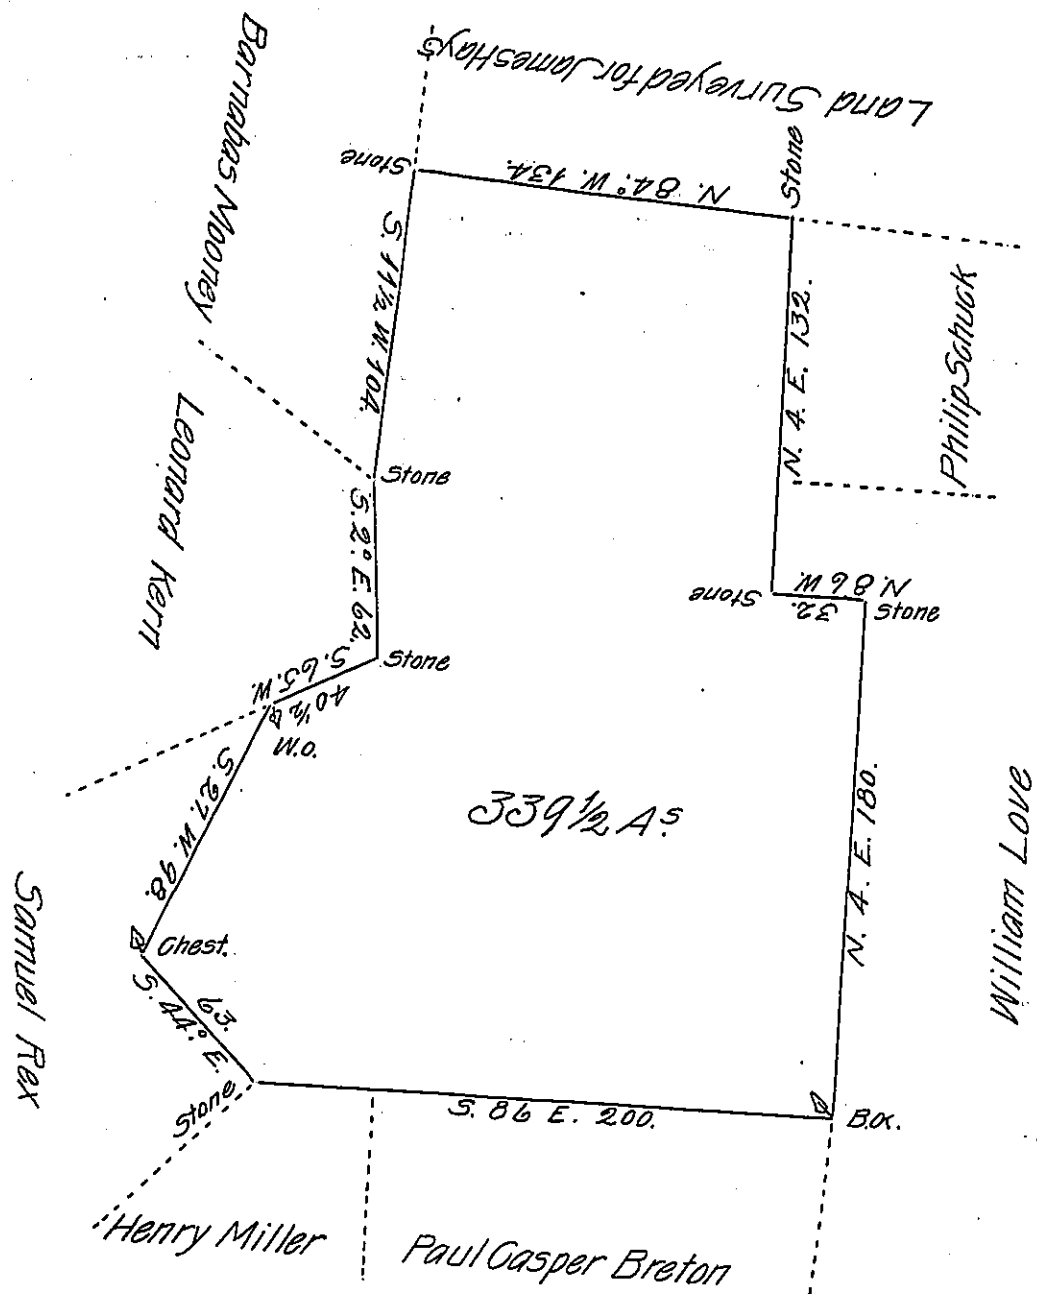 Land Surveyed for James Hays
Barnabas Mooney
Stone
N. 84° W. 134.
Stone
S. 11½ W. 104.
N. 4. E. 132.
Philip Schuck
Leonard Kern
Stone
S. 2° E. 62.
Stone
N. 86 W
32.
Stone
Stone
S. 65. W.
40½
W.O.
S. 27. W. 98.
339½ As.
N. 4. E. 180.
William Love
Samuel Rex
Chest.
S. 44° E.
63.
Stone
S. 86 E. 200.
B.O.
Henry Miller
Paul Casper Breton